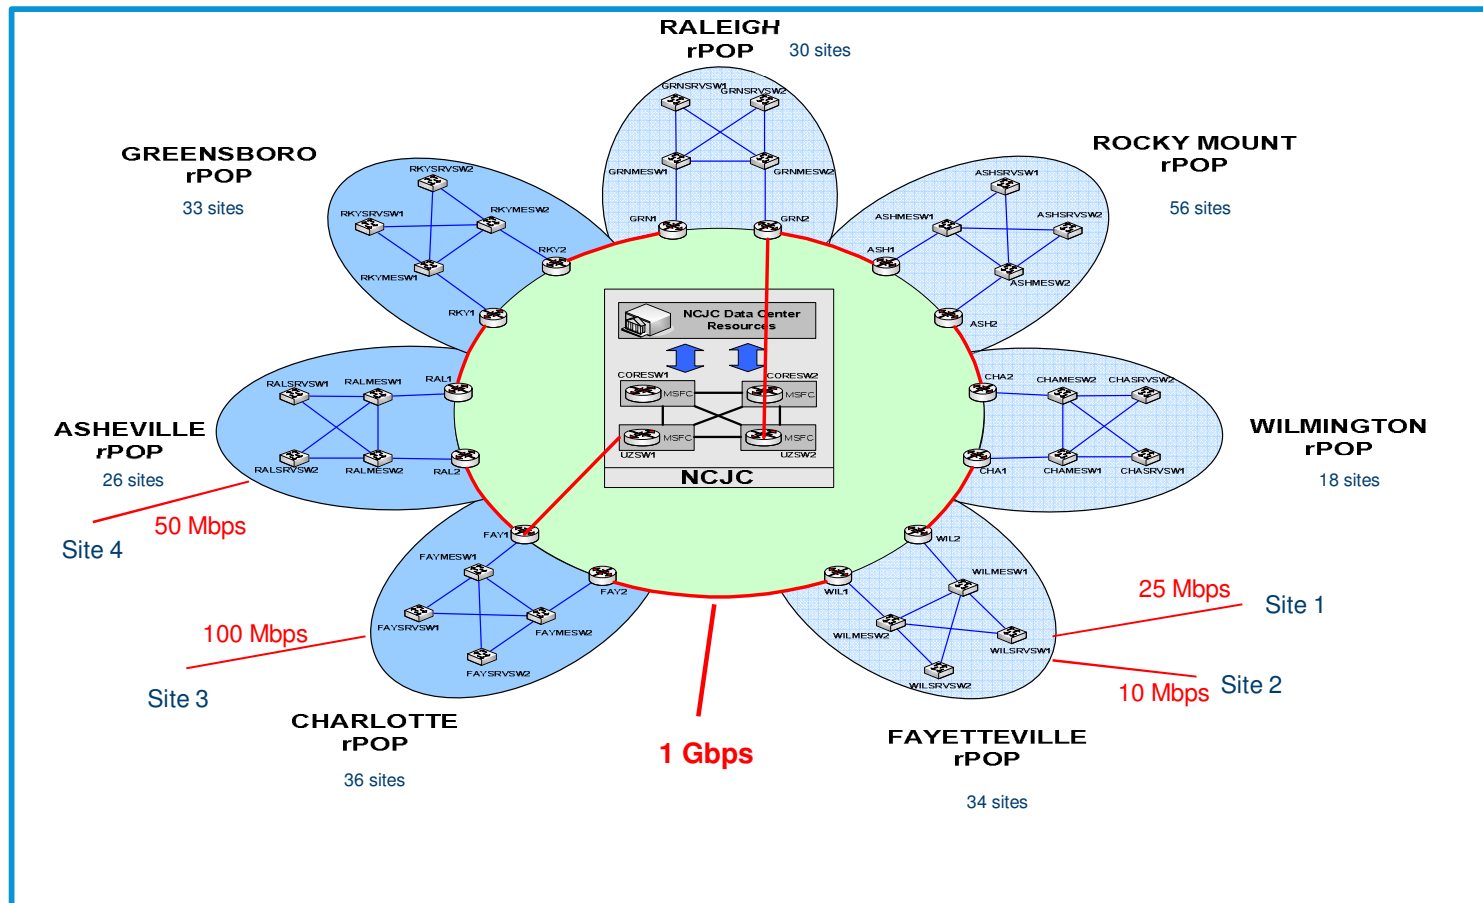 RALEIGH
rPOP
30 sites
GRNSRVSW1
GRNSRVSW2
GRNMESW1
GRNMESW2
GRN1
GRN2
GREENSBORO
rPOP
33 sites
RKYSRVSW2
RKYSRVSW1
RKYMESW2
RKYMESW1
RKY2
RKY1
ROCKY MOUNT
rPOP
56 sites
ASHSRVSW1
ASHMESW1
ASHSRVSW2
ASHMESW2
ASH1
ASH2
NCJC Data Center
Resources
CORESW1
CORESW2
MSFC
MSFC
MSFC
MSFC
UZSW1
UZSW2
NCJC
ASHEVILLE
rPOP
26 sites
RALSRVSW1
RALMESW1
RAL1
RALSRVSW2
RALMESW2
RAL2
50 Mbps
Site 4
WILMINGTON
rPOP
18 sites
CHA2
CHAMESW2
CHASRVSW2
CHA1
CHAMESW1
CHASRVSW1
FAY1
FAYMESW1
FAY2
FAYSRVSW1
FAYMESW2
FAYSRVSW2
100 Mbps
Site 3
CHARLOTTE
rPOP
36 sites
1 Gbps
WIL2
WIL1
WILMESW1
WILMESW2
WILSRVSW1
WILSRVSW2
25 Mbps
Site 1
10 Mbps
Site 2
FAYETTEVILLE
rPOP
34 sites